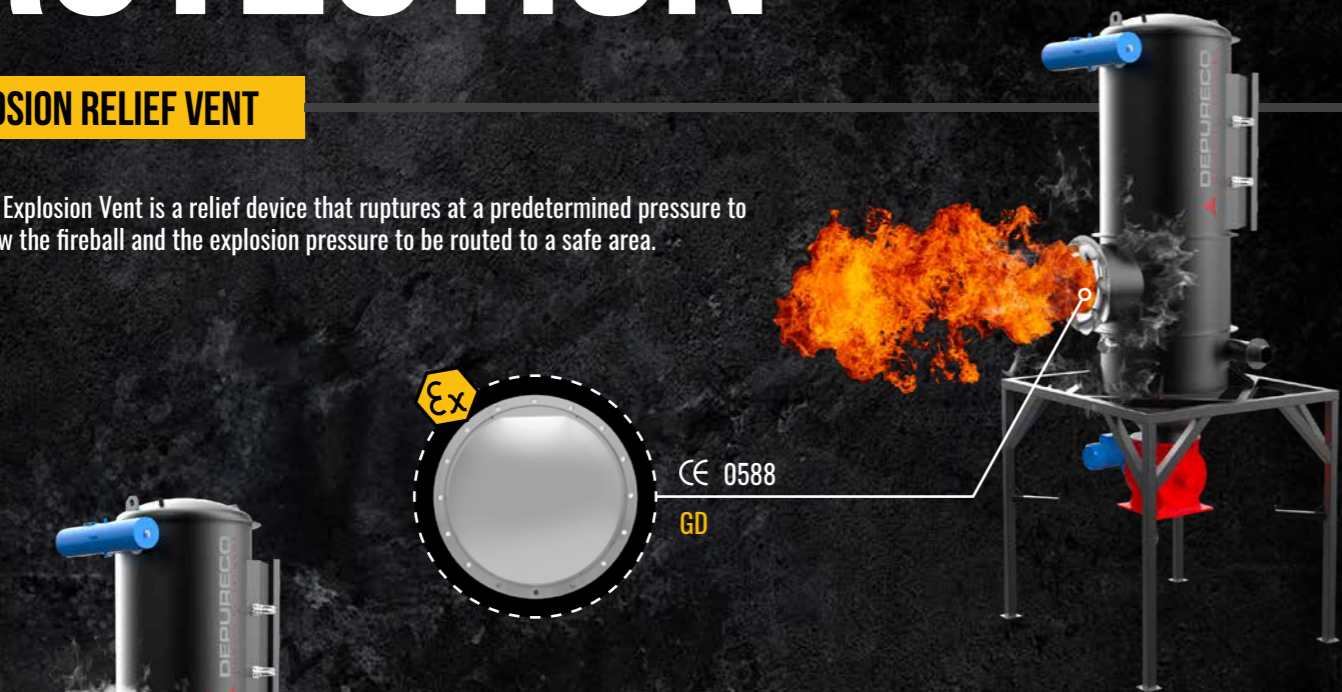 OSION RELIEF VENT
Explosion Vent is a relief device that ruptures at a predetermined pressure to
w the fireball and the explosion pressure to be routed to a safe area.
DEPURECO
Ex
CE 0588
GD
DEPURECO